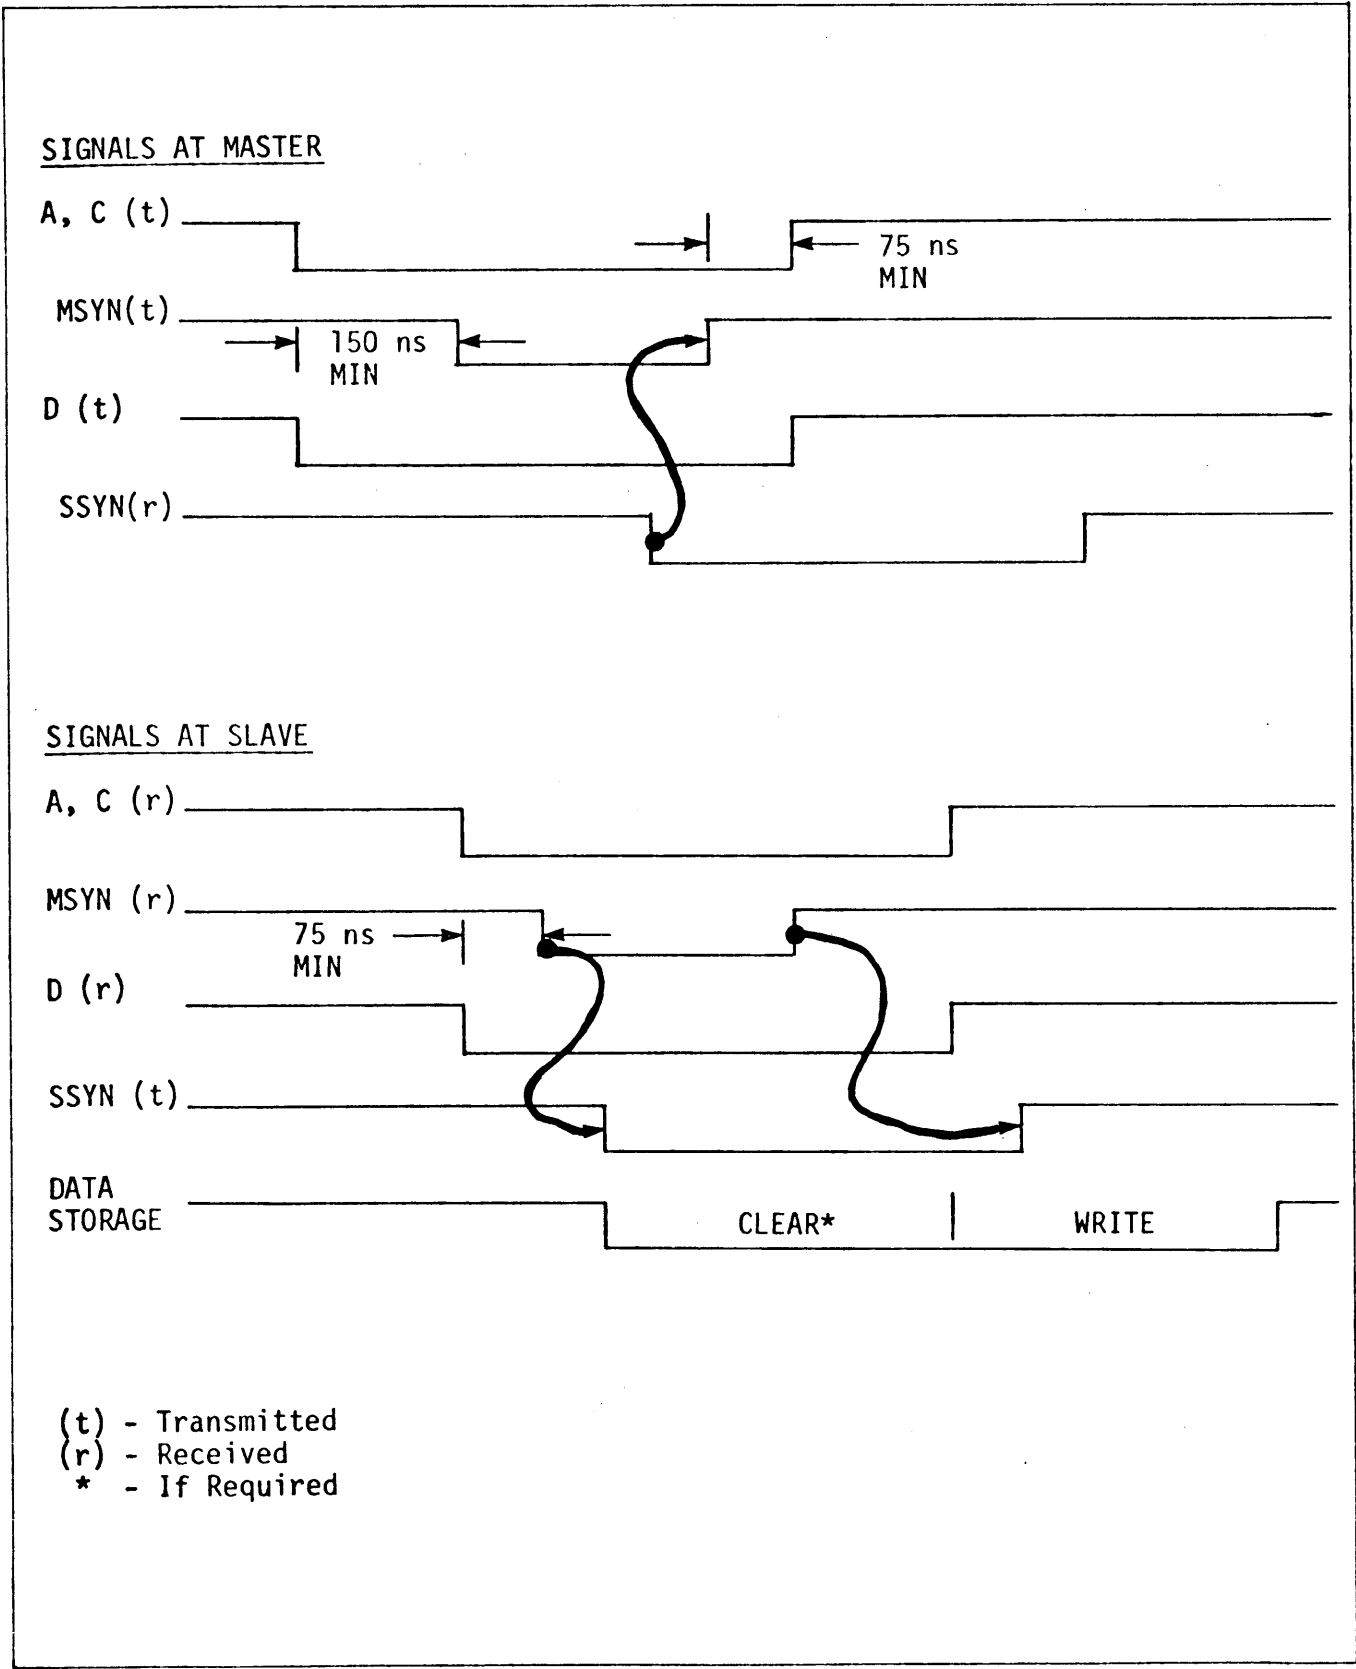 SIGNALS AT MASTER
A, C (t)
75 ns
MIN
MSYN(t)
150 ns
MIN
D (t)
SSYN(r)
SIGNALS AT SLAVE
A, C (r)
MSYN (r)
75 ns
MIN
D (r)
SSYN (t)
DATA
STORAGE
CLEAR*
WRITE
(t) - Transmitted
(r) - Received
* - If Required